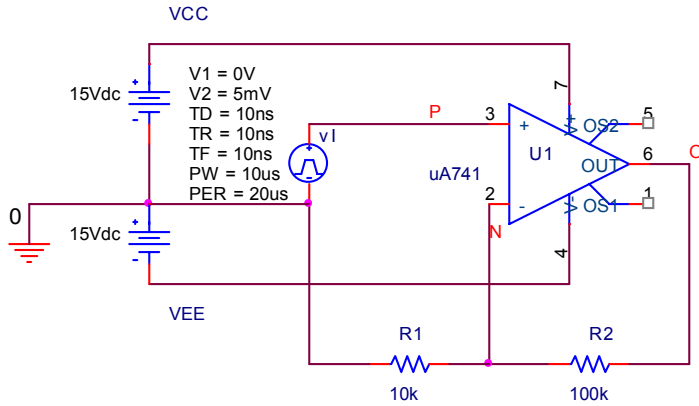 VCC
15Vdc
V1 = 0V
V2 = 5mV
TD = 10ns
TR = 10ns
TF = 10ns
PW = 10us
PER = 20us
vI
+
-
P
3
+
7
V+
OS2
5
U1
uA741
OUT
6
2
-
N
V-
OS1
1
4
0
15Vdc
+
-
VEE
R1
10k
R2
100k